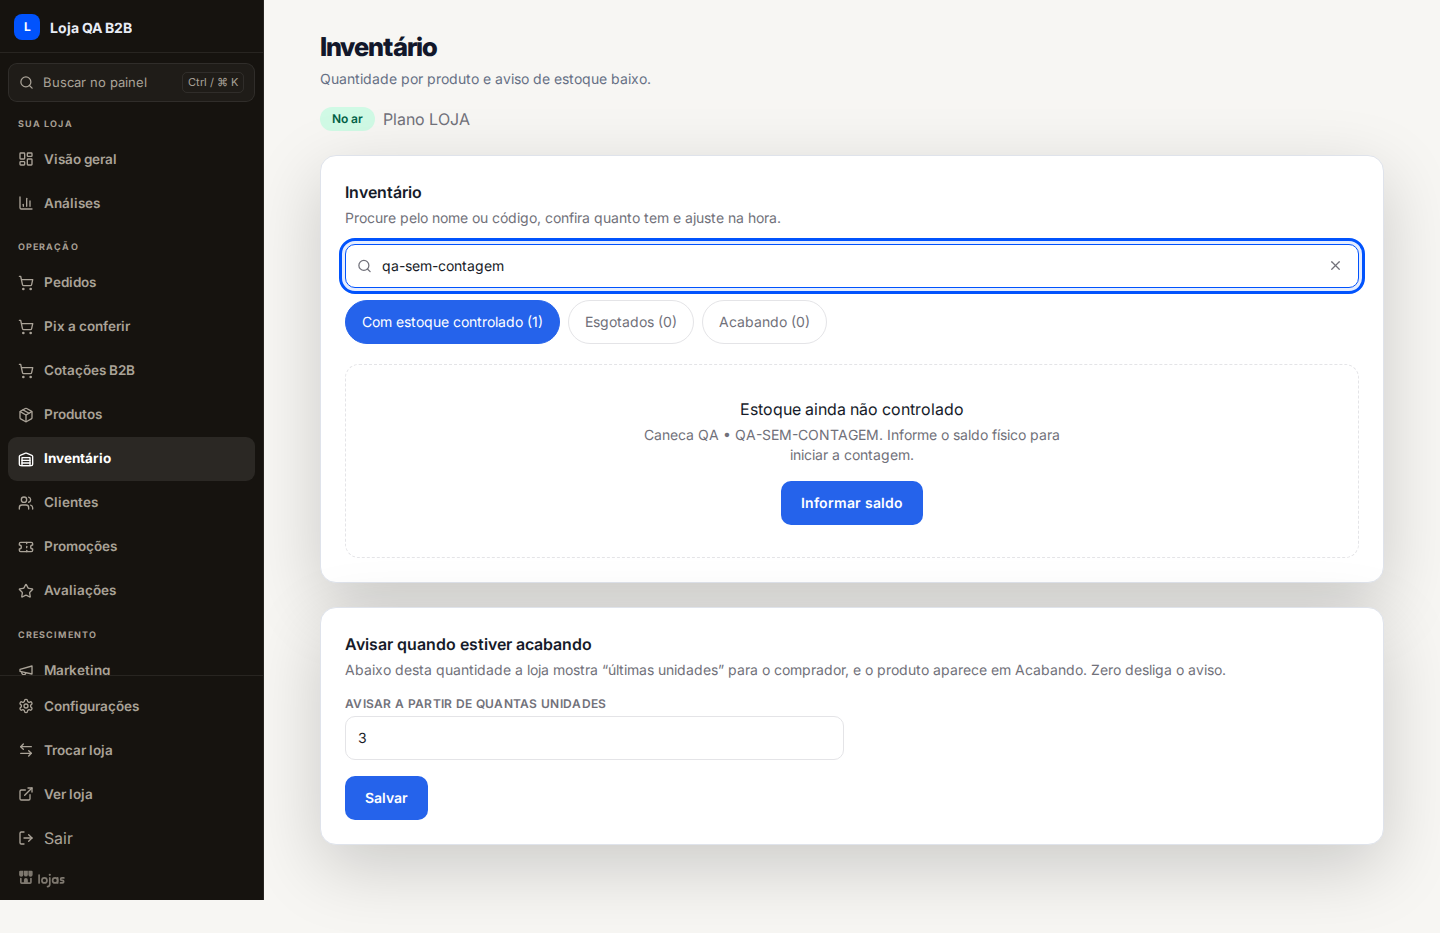 L Loja QA B2B
Buscar no painel Ctrl / ⌘ K
SUA LOJA
Visão geral
Análises
OPERAÇÃO
Pedidos
Pix a conferir
Cotações B2B
Produtos
Inventário
Clientes
Promoções
Avaliações
CRESCIMENTO
Marketing
Configurações
Trocar loja
Ver loja
Sair
lojas
Inventário
Quantidade por produto e aviso de estoque baixo.
No ar Plano LOJA
Inventário
Procure pelo nome ou código, confira quanto tem e ajuste na hora.
qa-sem-contagem
Com estoque controlado (1) Esgotados (0) Acabando (0)
Estoque ainda não controlado
Caneca QA • QA-SEM-CONTAGEM. Informe o saldo físico para
iniciar a contagem.
Informar saldo
Avisar quando estiver acabando
Abaixo desta quantidade a loja mostra “últimas unidades” para o comprador, e o produto aparece em Acabando. Zero desliga o aviso.
AVISAR A PARTIR DE QUANTAS UNIDADES
3
Salvar